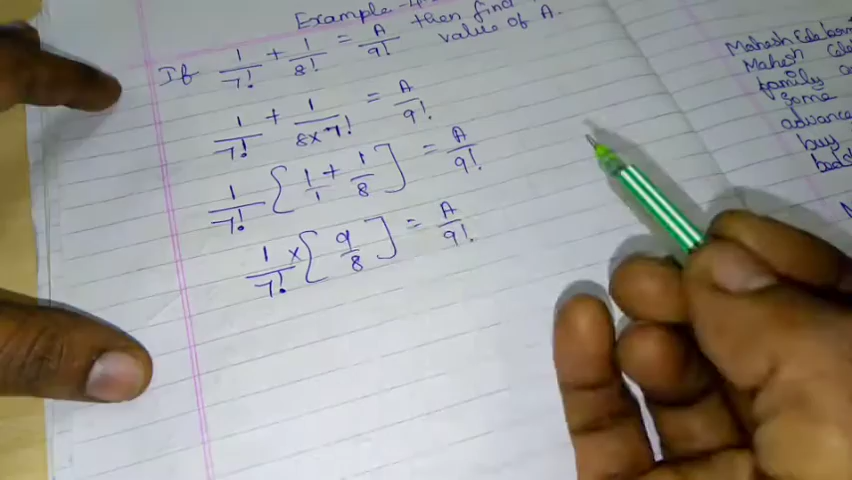 Example-4
If 1/7! + 1/8! = A/9! then find
value of A.
1/7! + 1/8×7! = A/9!
1/7! [1/1 + 1/8] = A/9!
1/7! × [9/8] = A/9!
Mahesh
Mahesh
family
some
advance
buy